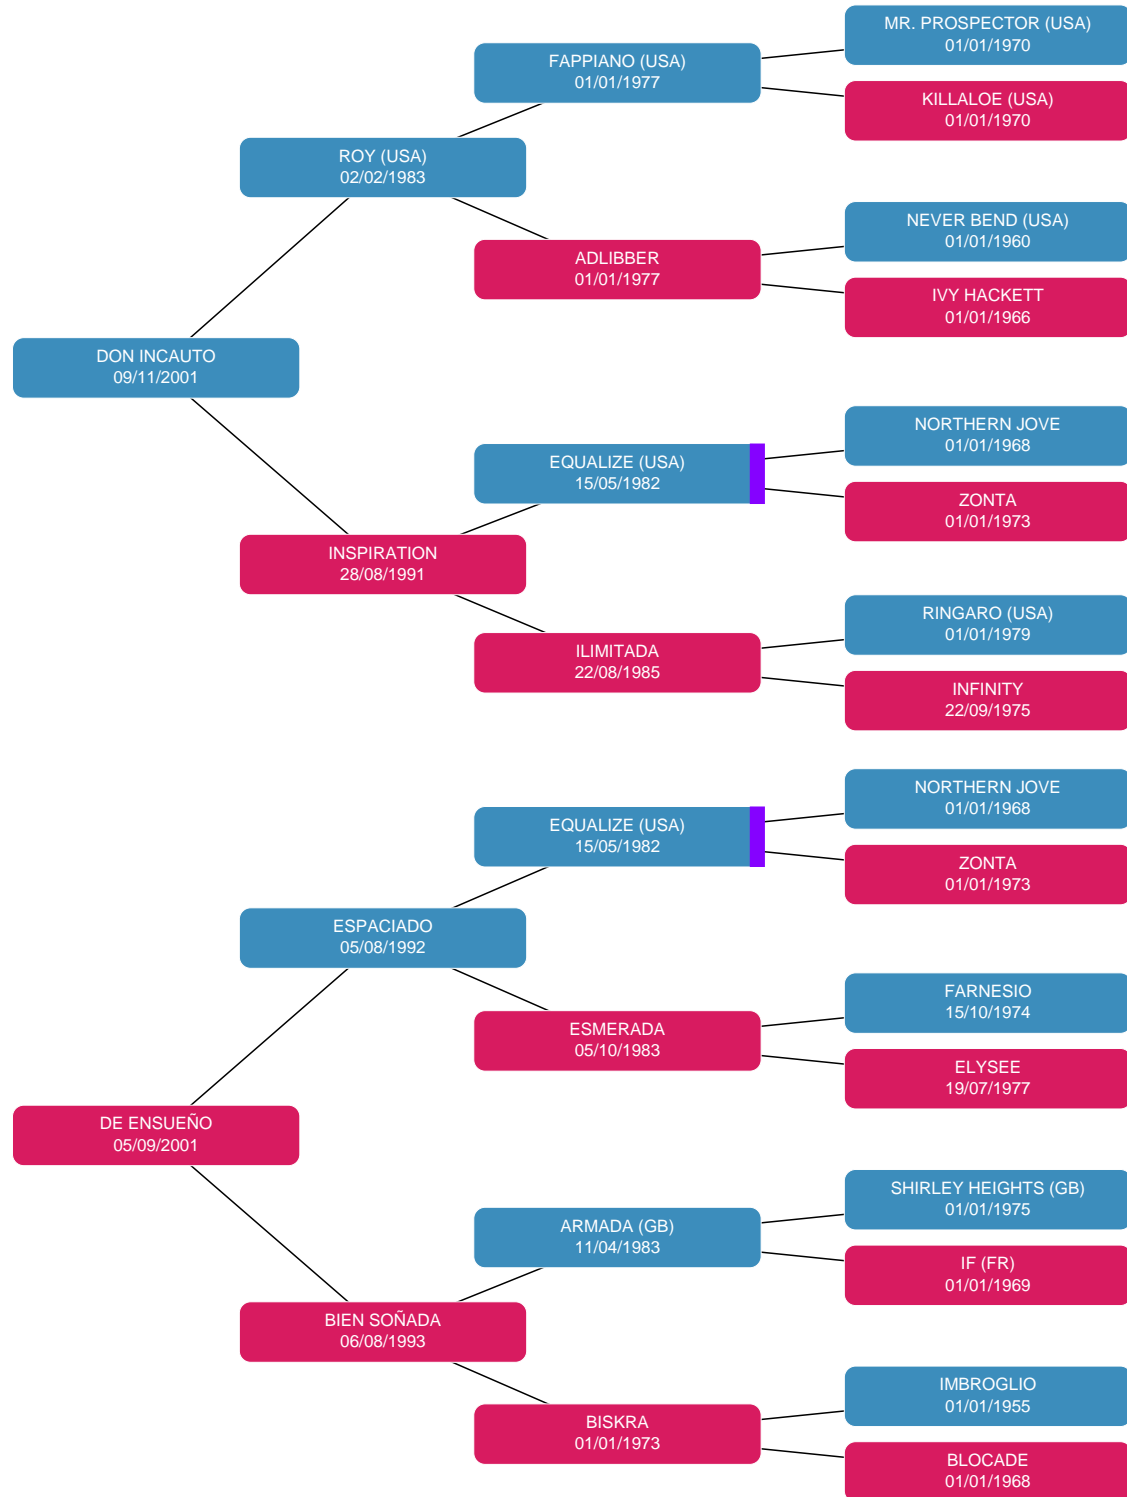 MR. PROSPECTOR (USA)
01/01/1970
FAPPIANO (USA)
01/01/1977
KILLALOE (USA)
01/01/1970
ROY (USA)
02/02/1983
NEVER BEND (USA)
01/01/1960
ADLIBBER
01/01/1977
IVY HACKETT
01/01/1966
DON INCAUTO
09/11/2001
NORTHERN JOVE
01/01/1968
EQUALIZE (USA)
15/05/1982
ZONTA
01/01/1973
INSPIRATION
28/08/1991
RINGARO (USA)
01/01/1979
ILIMITADA
22/08/1985
INFINITY
22/09/1975
NORTHERN JOVE
01/01/1968
EQUALIZE (USA)
15/05/1982
ZONTA
01/01/1973
ESPACIADO
05/08/1992
FARNESIO
15/10/1974
ESMERADA
05/10/1983
ELYSEE
19/07/1977
DE ENSUEÑO
05/09/2001
SHIRLEY HEIGHTS (GB)
01/01/1975
ARMADA (GB)
11/04/1983
IF (FR)
01/01/1969
BIEN SOÑADA
06/08/1993
IMBROGLIO
01/01/1955
BISKRA
01/01/1973
BLOCADE
01/01/1968